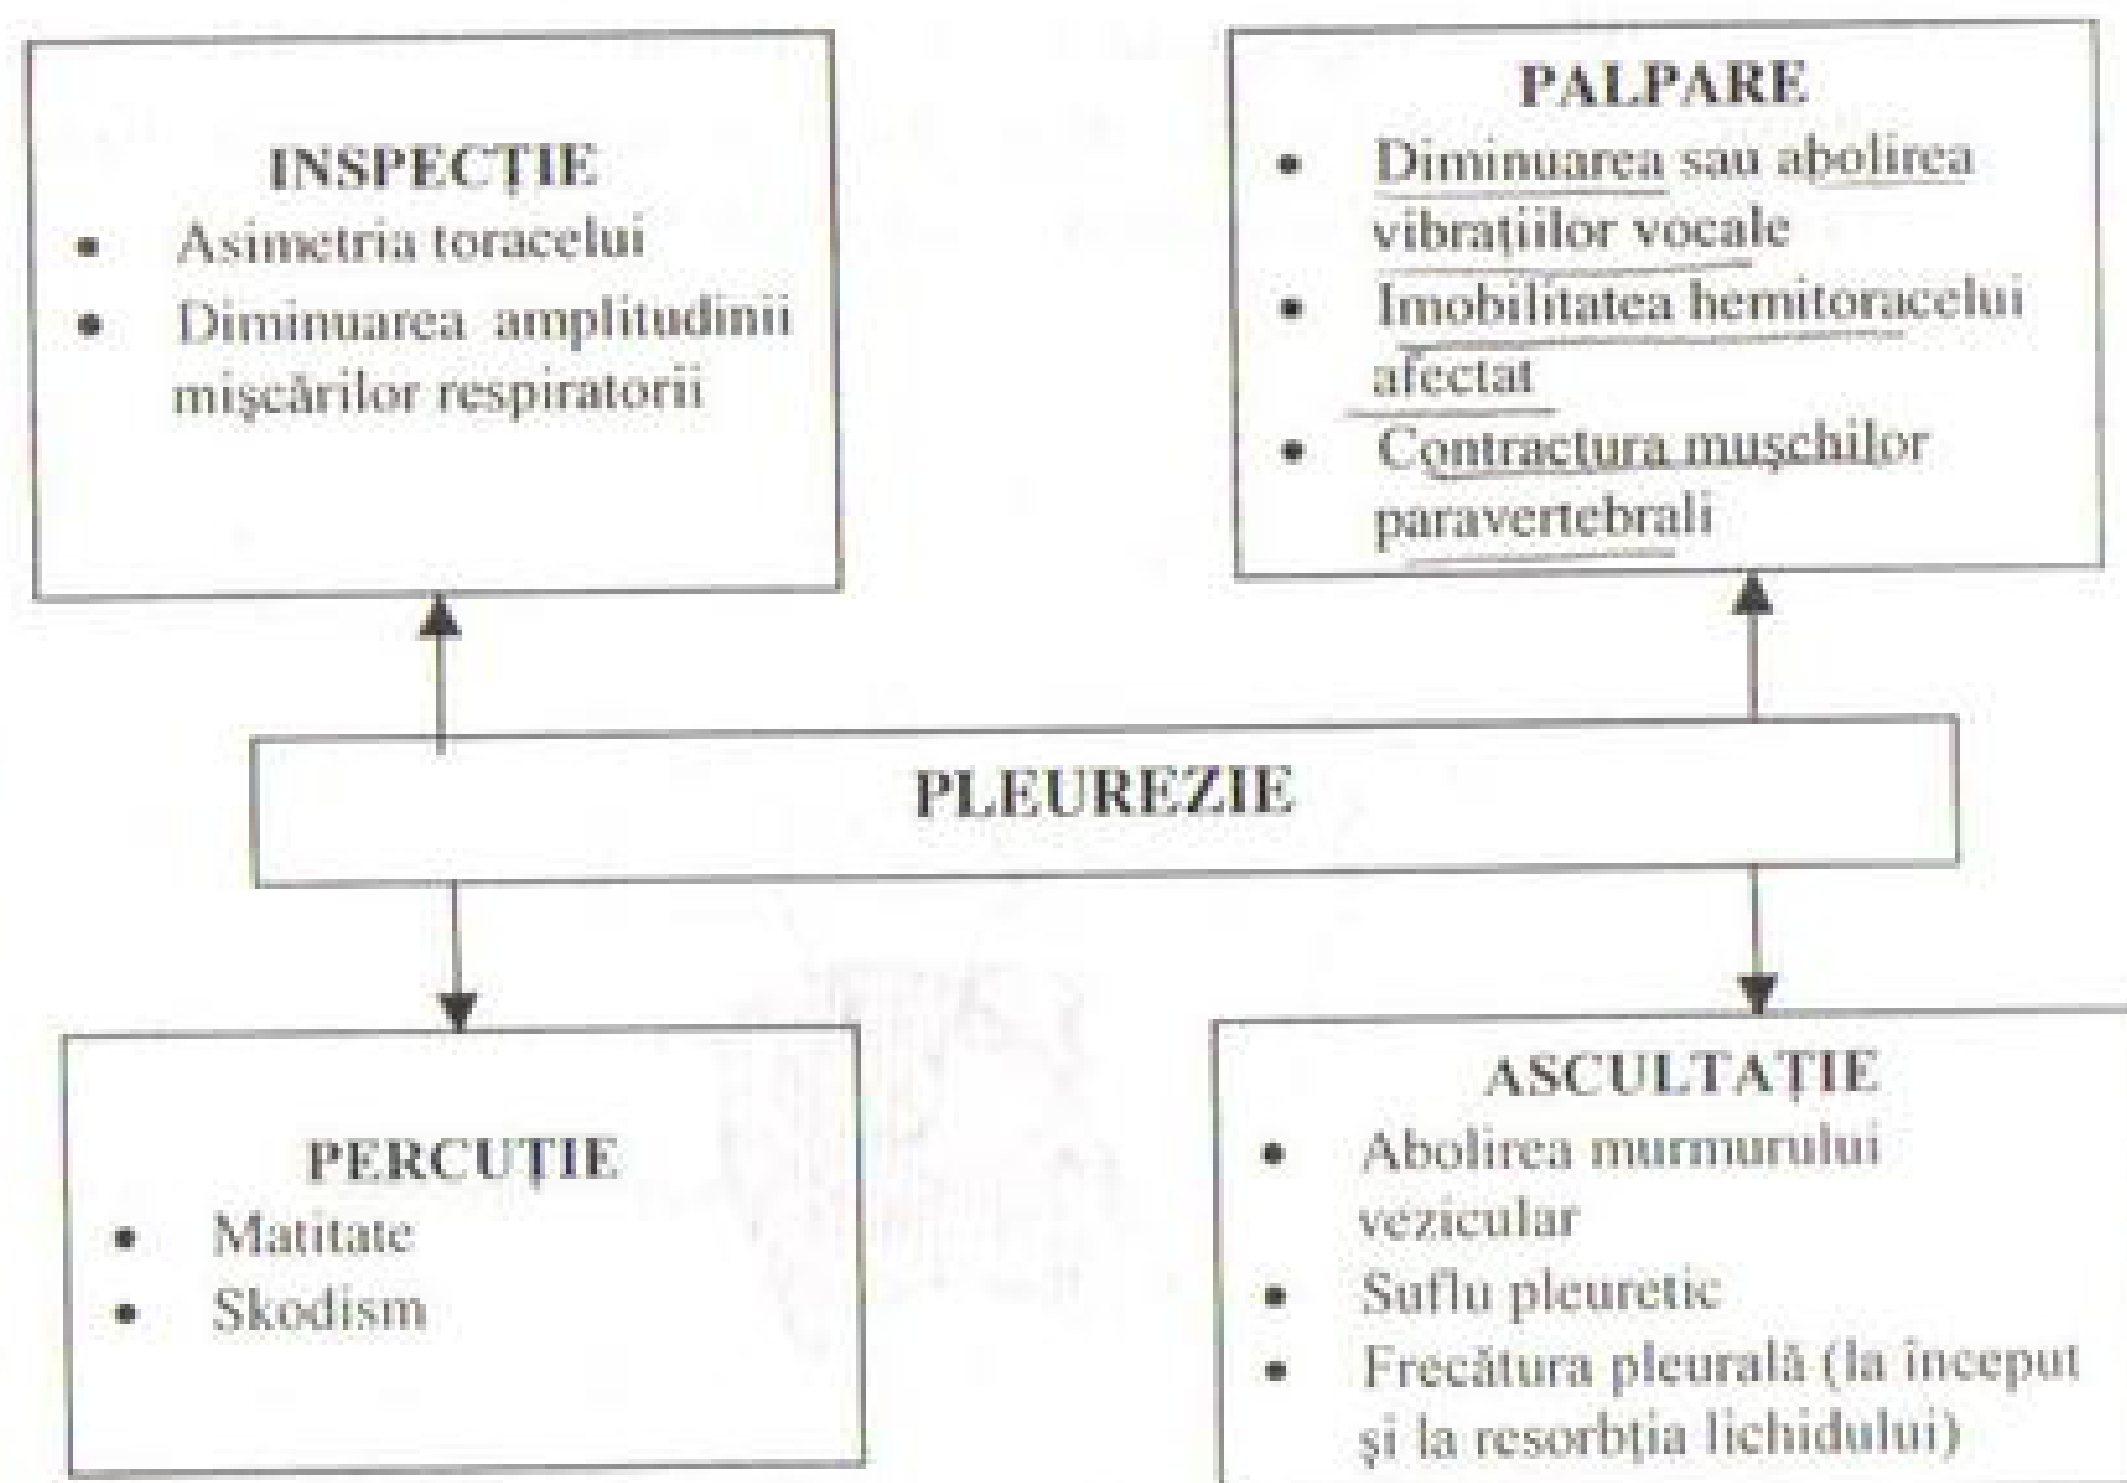 INSPECȚIE
• Asimetria toracelui
• Diminuarea amplitudinii
mișcărilor respiratorii
PALPARE
• Diminuarea sau abolirea
vibrațiilor vocale
• Imobilitatea hemitoracelui
afectat
• Contractura mușchilor
paravertebrali
PLEUREZIE
PERCUȚIE
• Matitate
• Skodism
ASCULTAȚIE
• Abolirea murmurului
vezicular
• Suflu pleuretic
• Frecătura pleurală (la început
și la resorbția lichidului)